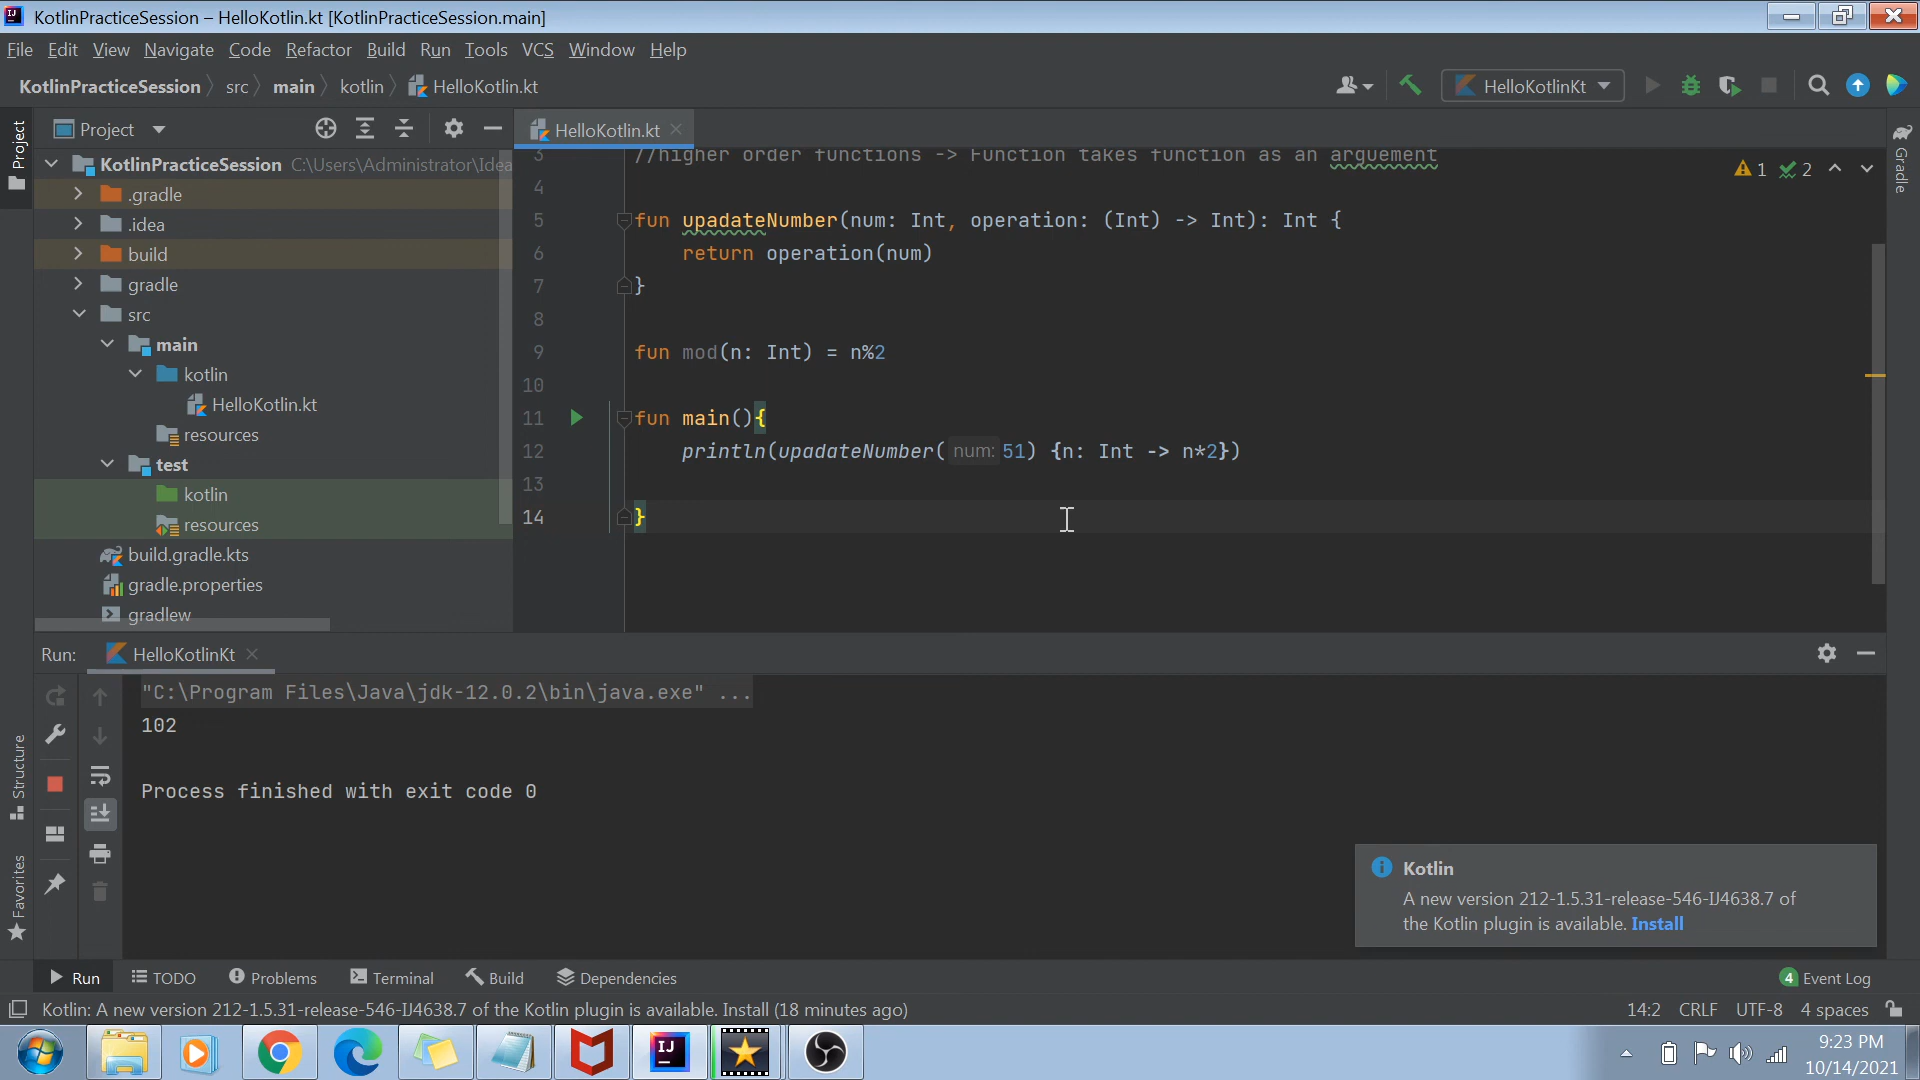 KotlinPracticeSession – HelloKotlin.kt [KotlinPracticeSession.main]
File Edit View Navigate Code Refactor Build Run Tools VCS Window Help
KotlinPracticeSession src main kotlin HelloKotlin.kt
HelloKotlinKt
Project
Project
HelloKotlin.kt
KotlinPracticeSession C:\Users\Administrator\Idea
.gradle
.idea
build
gradle
src
main
kotlin
HelloKotlin.kt
resources
test
kotlin
resources
build.gradle.kts
gradle.properties
gradlew
3 //higher order functions -> Function takes function as an arguement
1 2
4
5 fun upadateNumber(num: Int, operation: (Int) -> Int): Int {
6 return operation(num)
7 }
8
9 fun mod(n: Int) = n%2
10
11 fun main(){
12 println(upadateNumber( num: 51) {n: Int -> n*2})
13
14 }
Gradle
Run: HelloKotlinKt
"C:\Program Files\Java\jdk-12.0.2\bin\java.exe" ...
102
Process finished with exit code 0
Structure
Favorites
Kotlin
A new version 212-1.5.31-release-546-IJ4638.7 of
the Kotlin plugin is available. Install
Run TODO Problems Terminal Build Dependencies
4 Event Log
Kotlin: A new version 212-1.5.31-release-546-IJ4638.7 of the Kotlin plugin is available. Install (18 minutes ago)
14:2 CRLF UTF-8 4 spaces
IJ
9:23 PM
10/14/2021